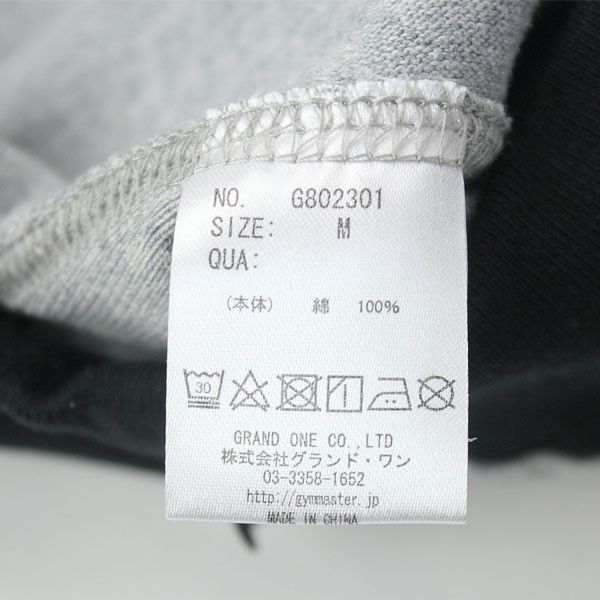 NO. G802301
SIZE: M
QUA:
(本体) 綿 100%
30
GRAND ONE CO.,LTD
株式会社グランド・ワン
03-3358-1652
http://gymmaster.jp
MADE IN CHINA